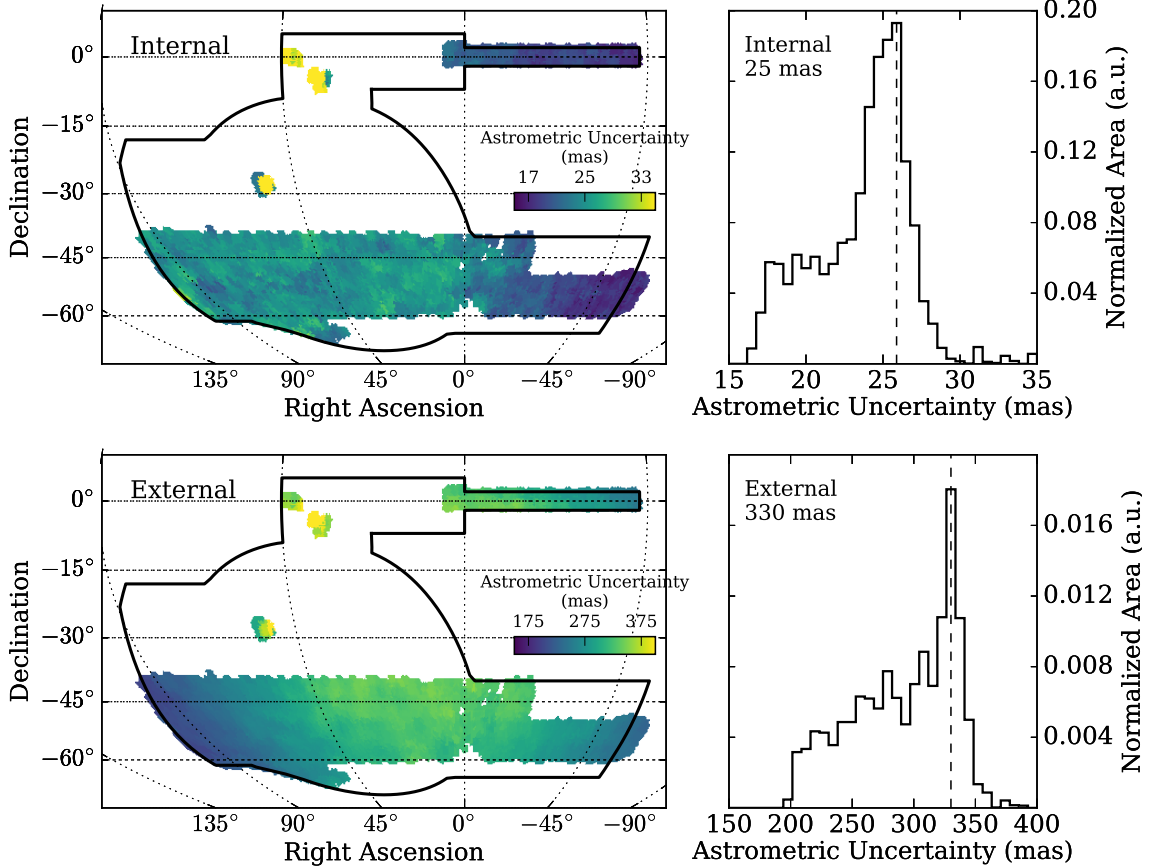 Internal
0°
−15°
−30°
−45°
−60°
Declination
Astrometric Uncertainty
(mas)
17 25 33
135° 90° 45° 0° −45° −90°
Right Ascension
Internal
25 mas
0.20
0.16
0.12
0.08
0.04
Normalized Area (a.u.)
15 20 25 30 35
Astrometric Uncertainty (mas)
External
0°
−15°
−30°
−45°
−60°
Declination
Astrometric Uncertainty
(mas)
175 275 375
135° 90° 45° 0° −45° −90°
Right Ascension
External
330 mas
0.016
0.012
0.008
0.004
Normalized Area (a.u.)
150 200 250 300 350 400
Astrometric Uncertainty (mas)